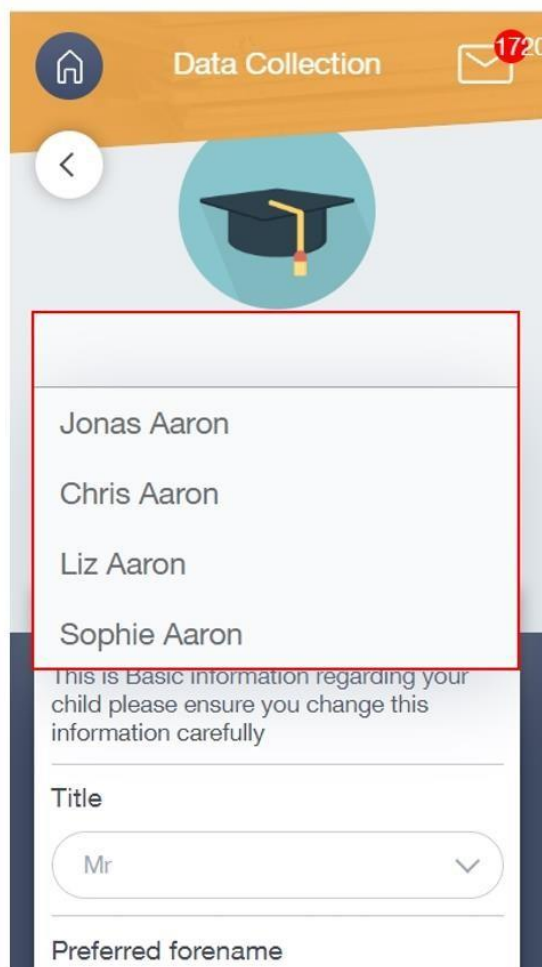 Data Collection
1720
Jonas Aaron
Chris Aaron
Liz Aaron
Sophie Aaron
This is Basic information regarding your
child please ensure you change this
information carefully
Title
Mr
Preferred forename